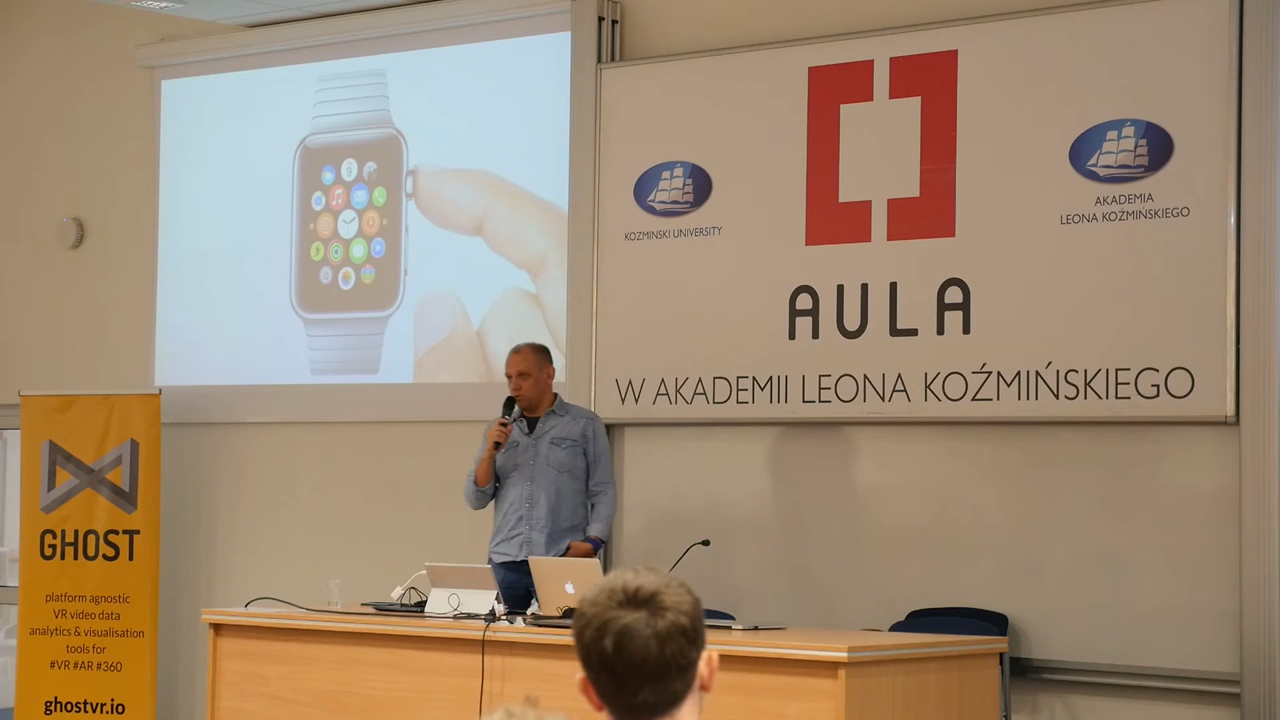 KOZMINSKI UNIVERSITY
AKADEMIA
LEONA KOŹMIŃSKIEGO
AULA
W AKADEMII LEONA KOŹMIŃSKIEGO
GHOST
platform agnostic
VR video data
analytics & visualisation
tools for
#VR #AR #360
ghostvr.io